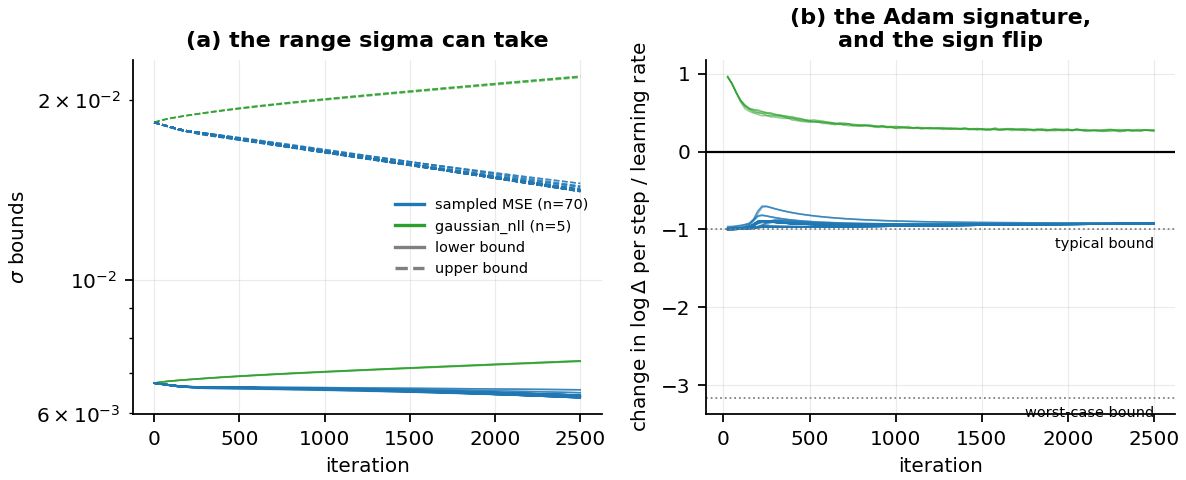 (a) the range sigma can take
σ bounds
2 × 10⁻²
10⁻²
6 × 10⁻³
0
500
1000
1500
2000
2500
iteration
sampled MSE (n=70)
gaussian_nll (n=5)
lower bound
upper bound
(b) the Adam signature,
and the sign flip
change in log Δ per step / learning rate
1
0
−1
−2
−3
typical bound
worst-case bound
0
500
1000
1500
2000
2500
iteration